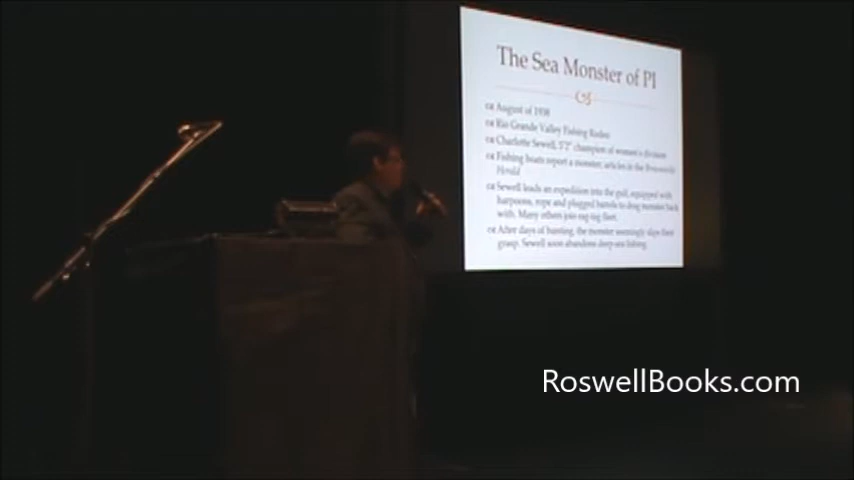 The Sea Monster of PI
August of 1938
Rio Grande Valley Fishing Rodeo
Charlotte Sewell, 5'2" champion of women's division
Fishing boats report a monster, articles in the Brownsville
Herald
Sewell leads an expedition into the gulf, equipped with
harpoons, rope and plugged barrels to drag monster back
with. Many others join rag-tag fleet.
After days of hunting, the monster seemingly slips their
grasp. Sewell soon abandons deep-sea fishing.
RoswellBooks.com